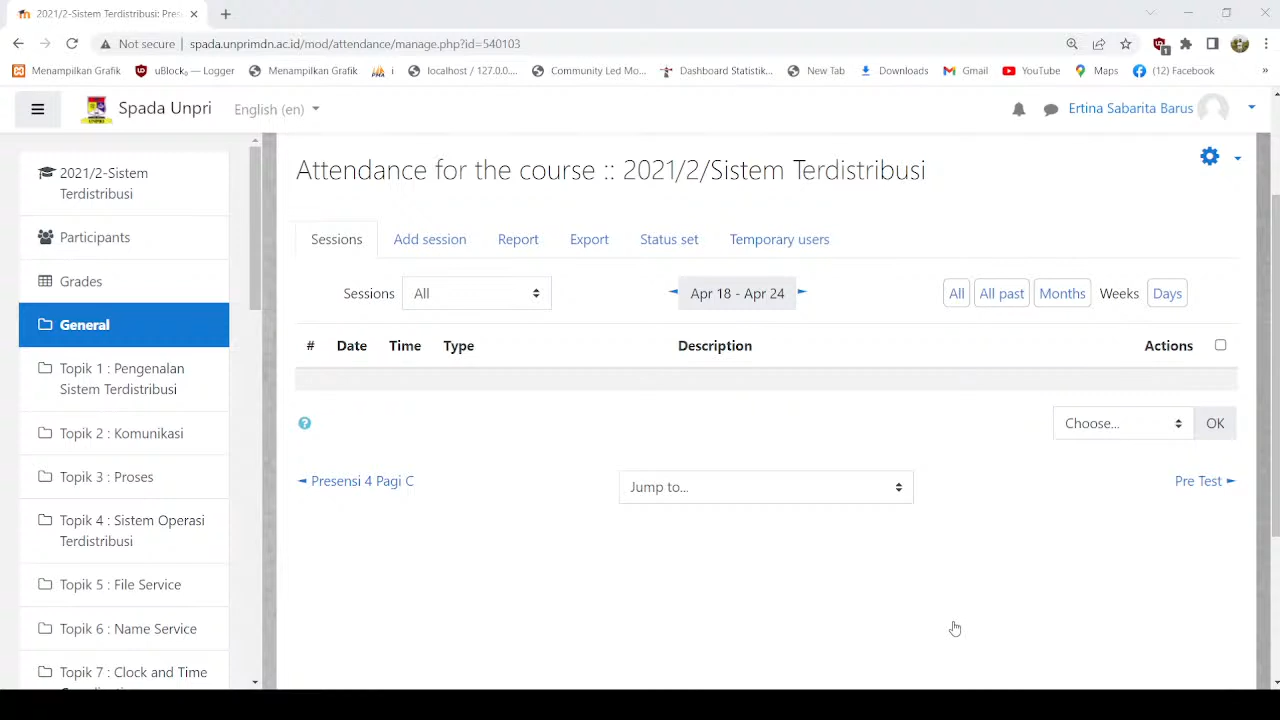 2021/2-Sistem Terdistribusi: Pre
Not secure | spada.unprimdn.ac.id/mod/attendance/manage.php?id=540103
Menampilkan Grafik uBlock₀ — Logger Menampilkan Grafik i localhost / 127.0.0.... Community Led Mo... Dashboard Statistik... New Tab Downloads Gmail YouTube Maps (12) Facebook »
Spada Unpri English (en) Ertina Sabarita Barus
2021/2-Sistem
Terdistribusi
Participants
Grades
General
Topik 1 : Pengenalan
Sistem Terdistribusi
Topik 2 : Komunikasi
Topik 3 : Proses
Topik 4 : Sistem Operasi
Terdistribusi
Topik 5 : File Service
Topik 6 : Name Service
Topik 7 : Clock and Time
Attendance for the course :: 2021/2/Sistem Terdistribusi
Sessions Add session Report Export Status set Temporary users
Sessions All ◄ Apr 18 - Apr 24 ► All All past Months Weeks Days
# Date Time Type Description Actions
? Choose... OK
◄ Presensi 4 Pagi C Jump to... Pre Test ►